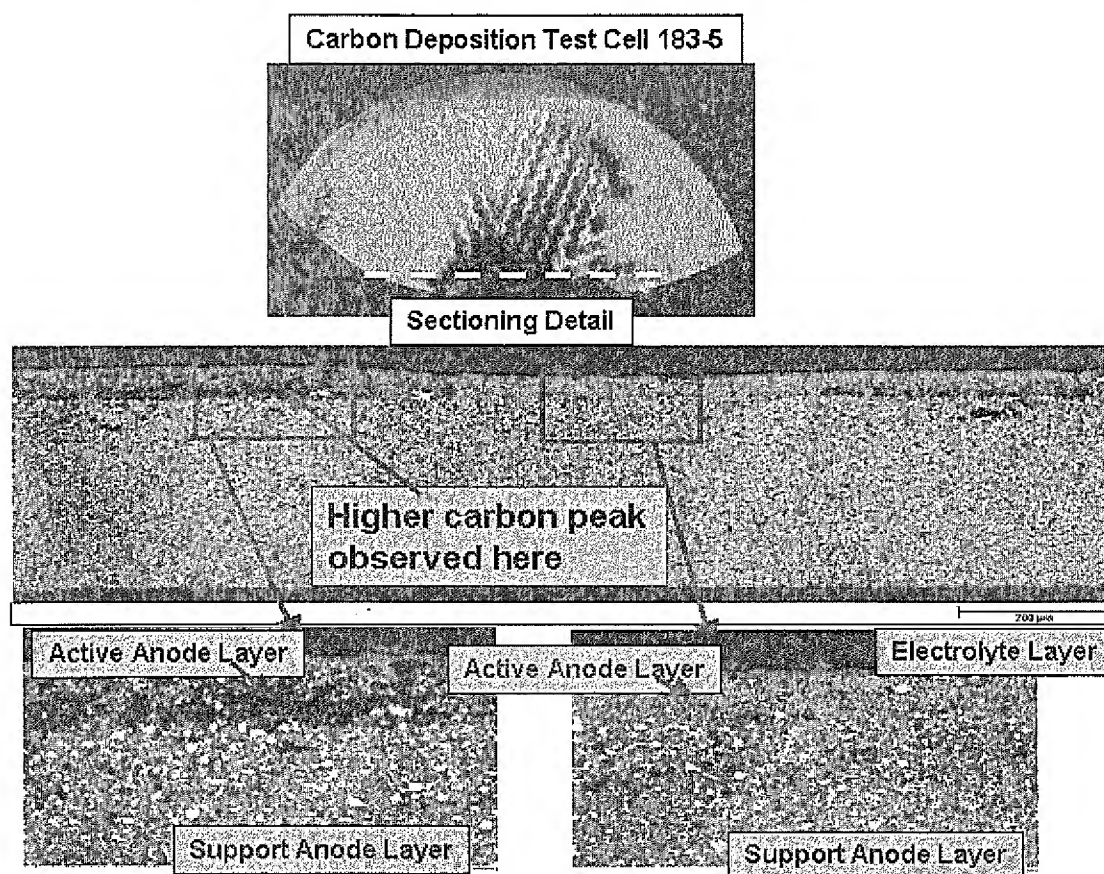 Carbon Deposition Test Cell 183-5
Sectioning Detail
Higher carbon peak
observed here
200 µm
Active Anode Layer
Active Anode Layer
Electrolyte Layer
Support Anode Layer
Support Anode Layer